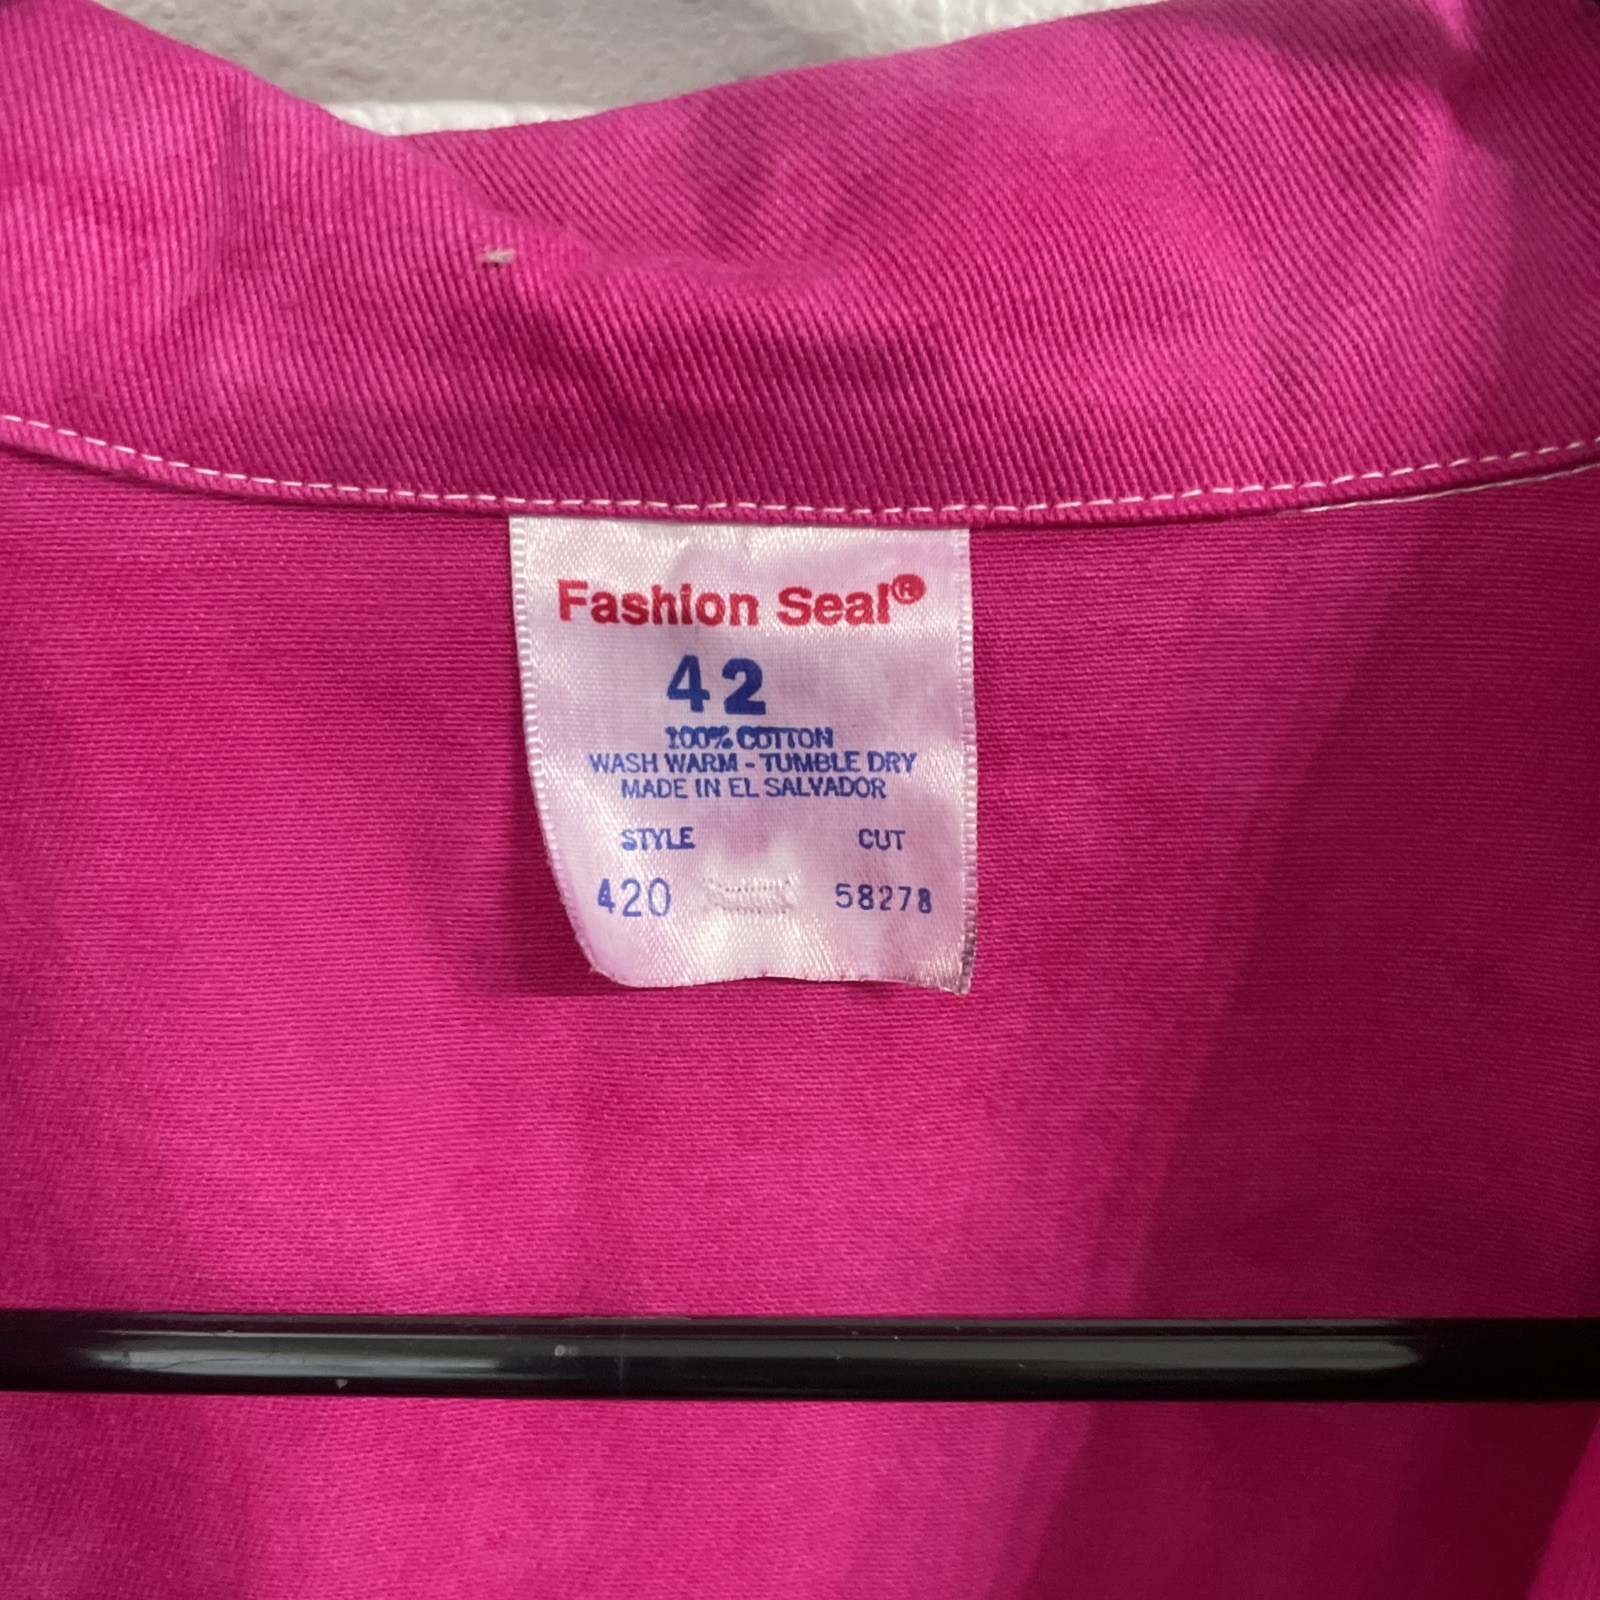 Fashion Seal®
42
100% COTTON
WASH WARM - TUMBLE DRY
MADE IN EL SALVADOR
STYLE CUT
420 58278